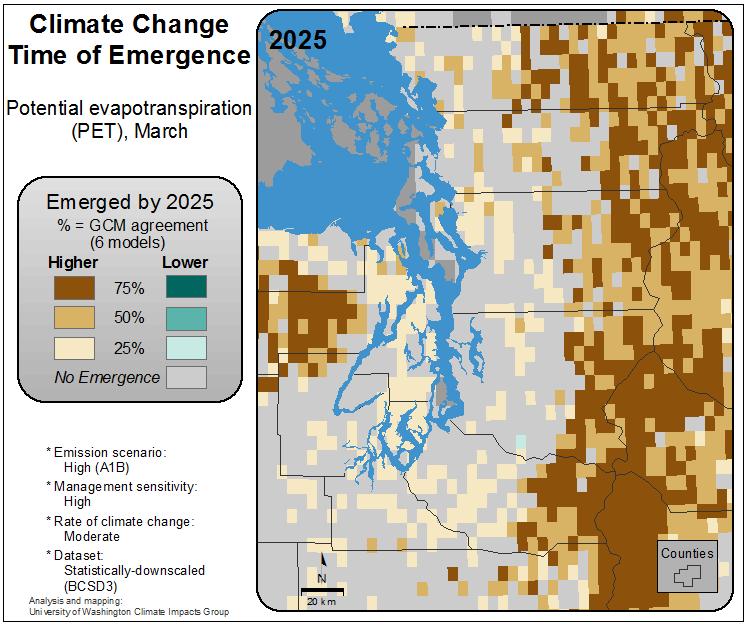 Climate Change
Time of Emergence
Potential evapotranspiration
(PET), March
Emerged by 2025
% = GCM agreement
(6 models)
Higher Lower
75%
50%
25%
No Emergence
* Emission scenario:
High (A1B)
* Management sensitivity:
High
* Rate of climate change:
Moderate
* Dataset:
Statistically-downscaled
(BCSD3)
Analysis and mapping:
University of Washington Climate Impacts Group
2025
N
20 km
Counties